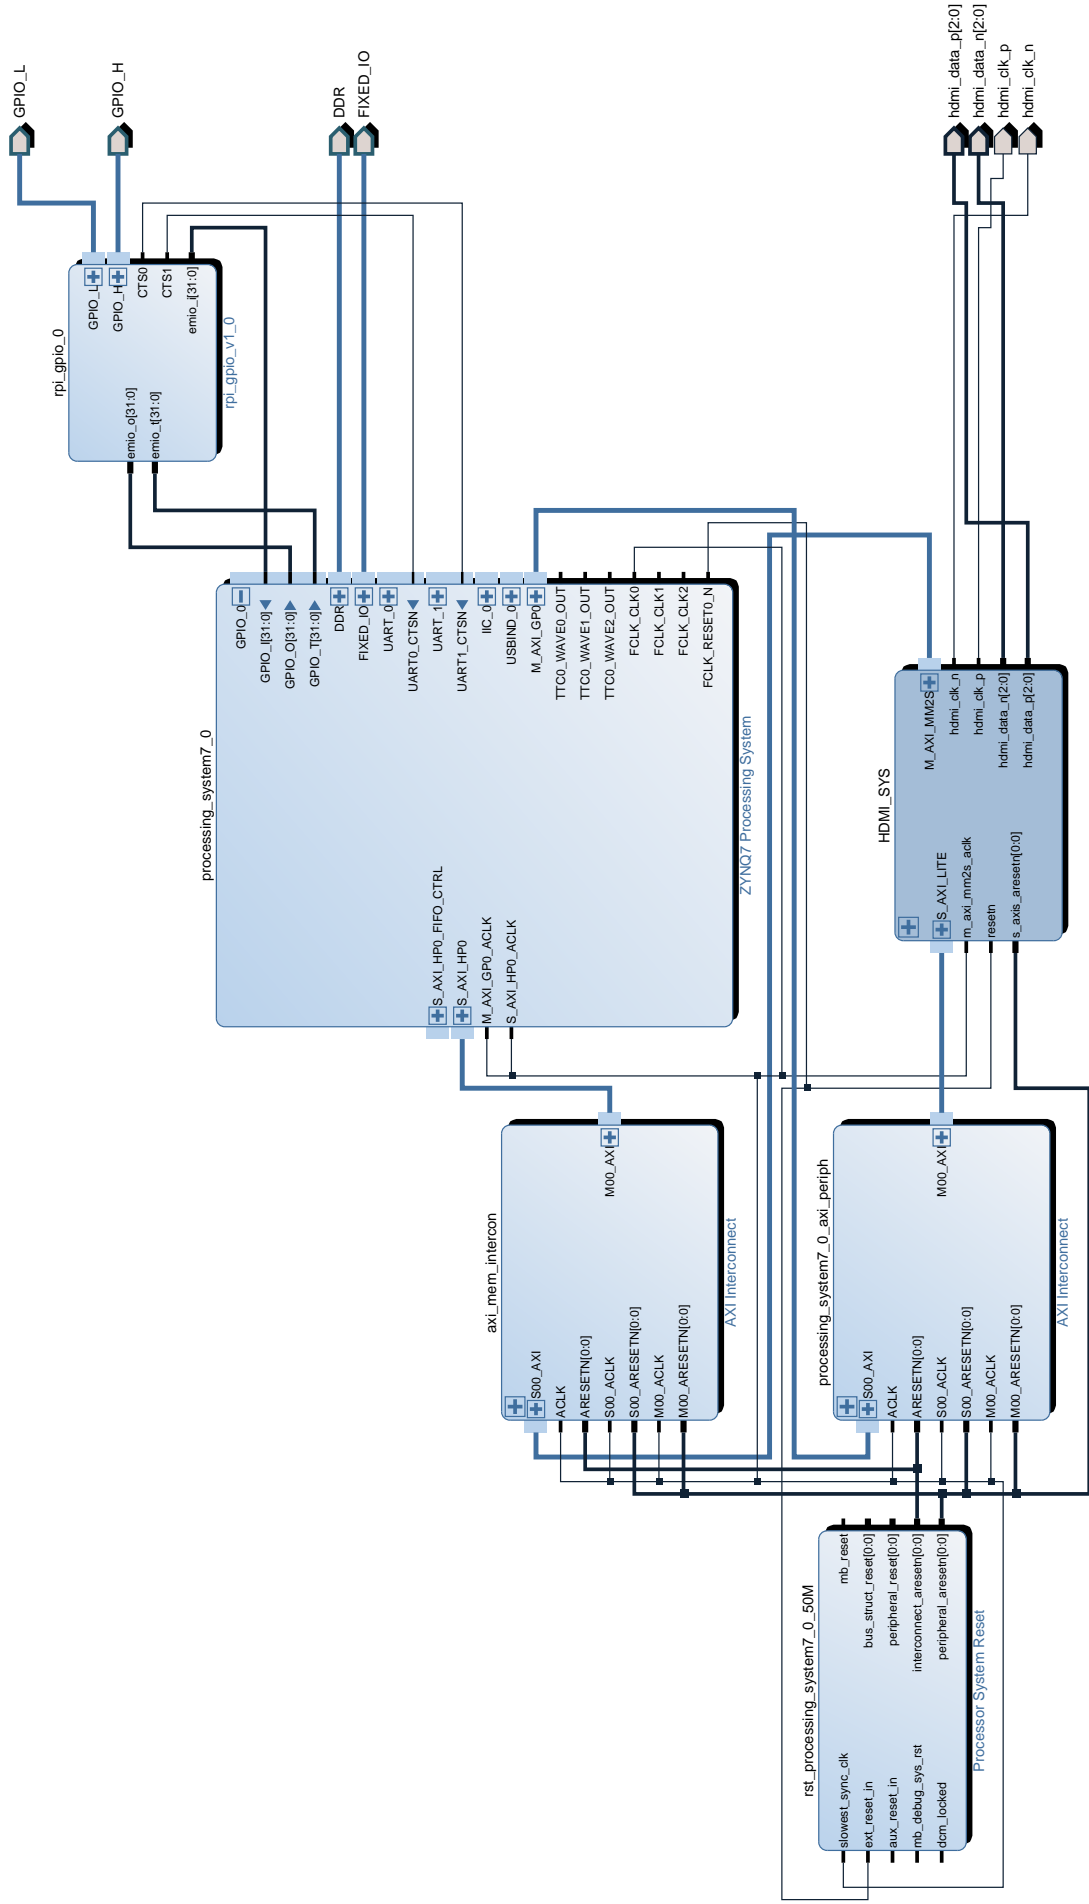 rst_processing_system7_0_50M
slowest_sync_clk
ext_reset_in
aux_reset_in
mb_debug_sys_rst
dcm_locked
mb_reset
bus_struct_reset[0:0]
peripheral_reset[0:0]
interconnect_aresetn[0:0]
peripheral_aresetn[0:0]
Processor System Reset
axi_mem_intercon
S00_AXI
ACLK
ARESETN[0:0]
S00_ACLK
S00_ARESETN[0:0]
M00_ACLK
M00_ARESETN[0:0]
M00_AXI
AXI Interconnect
processing_system7_0_axi_periph
S00_AXI
ACLK
ARESETN[0:0]
S00_ACLK
S00_ARESETN[0:0]
M00_ACLK
M00_ARESETN[0:0]
M00_AXI
AXI Interconnect
processing_system7_0
S_AXI_HP0_FIFO_CTRL
S_AXI_HP0
M_AXI_GP0_ACLK
S_AXI_HP0_ACLK
GPIO_0
GPIO_I[31:0]
GPIO_O[31:0]
GPIO_T[31:0]
DDR
FIXED_IO
UART_0
UART0_CTSN
UART_1
UART1_CTSN
IIC_0
USBIND_0
M_AXI_GP0
TTC0_WAVE0_OUT
TTC0_WAVE1_OUT
TTC0_WAVE2_OUT
FCLK_CLK0
FCLK_CLK1
FCLK_CLK2
FCLK_RESET0_N
ZYNQ7 Processing System
HDMI_SYS
S_AXI_LITE
m_axi_mm2s_aclk
resetn
s_axis_aresetn[0:0]
M_AXI_MM2S
hdmi_clk_n
hdmi_clk_p
hdmi_data_n[2:0]
hdmi_data_p[2:0]
rpi_gpio_0
emio_o[31:0]
emio_t[31:0]
GPIO_L
GPIO_H
CTS0
CTS1
emio_i[31:0]
rpi_gpio_v1_0
GPIO_L
GPIO_H
DDR
FIXED_IO
hdmi_data_p[2:0]
hdmi_data_n[2:0]
hdmi_clk_p
hdmi_clk_n